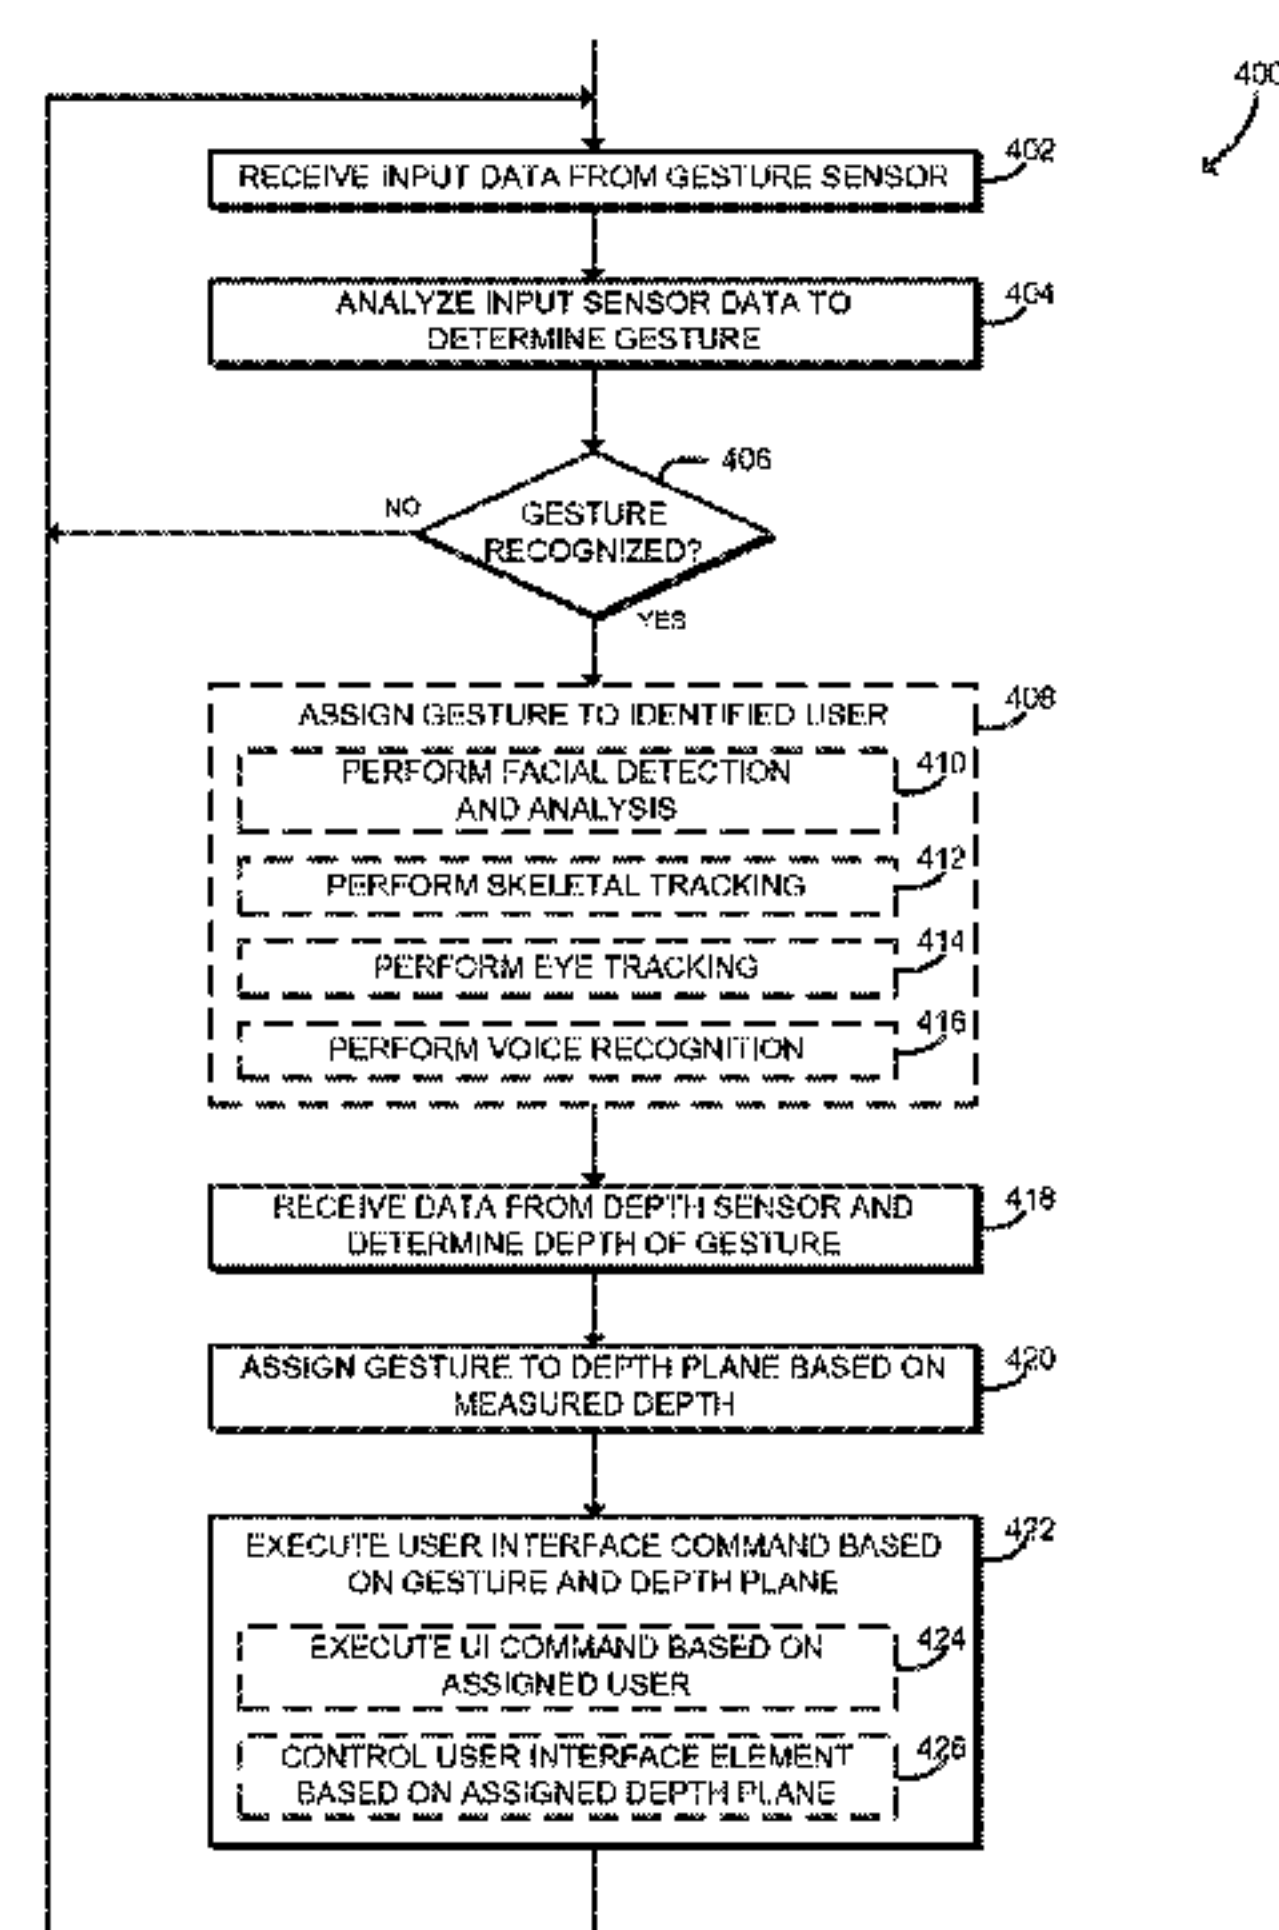 400
RECEIVE INPUT DATA FROM GESTURE SENSOR
402
ANALYZE INPUT SENSOR DATA TO
DETERMINE GESTURE
404
406
NO
GESTURE
RECOGNIZED?
YES
408
ASSIGN GESTURE TO IDENTIFIED USER
PERFORM FACIAL DETECTION
AND ANALYSIS
410
PERFORM SKELETAL TRACKING
412
PERFORM EYE TRACKING
414
PERFORM VOICE RECOGNITION
416
RECEIVE DATA FROM DEPTH SENSOR AND
DETERMINE DEPTH OF GESTURE
418
ASSIGN GESTURE TO DEPTH PLANE BASED ON
MEASURED DEPTH
420
EXECUTE USER INTERFACE COMMAND BASED
ON GESTURE AND DEPTH PLANE
422
EXECUTE UI COMMAND BASED ON
ASSIGNED USER
424
CONTROL USER INTERFACE ELEMENT
BASED ON ASSIGNED DEPTH PLANE
426